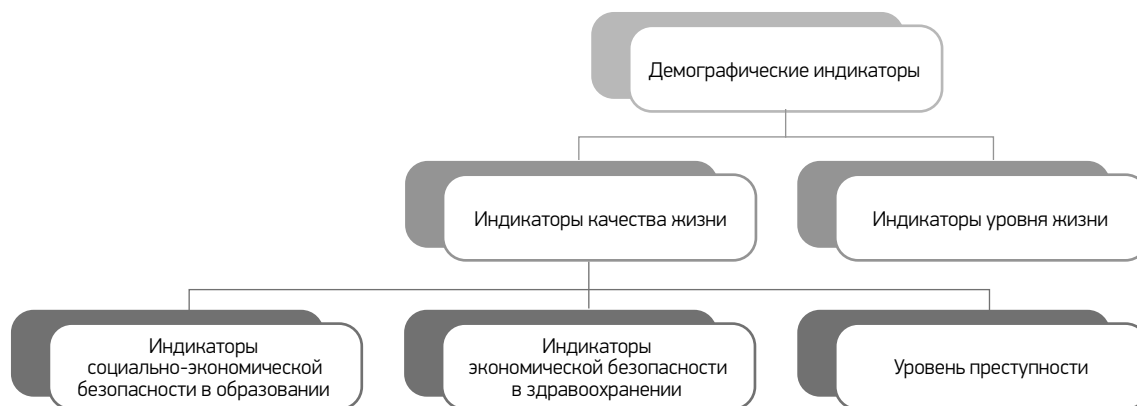 Демографические индикаторы
Индикаторы качества жизни
Индикаторы уровня жизни
Индикаторы
социально-экономической
безопасности в образовании
Индикаторы
экономической безопасности
в здравоохранении
Уровень преступности